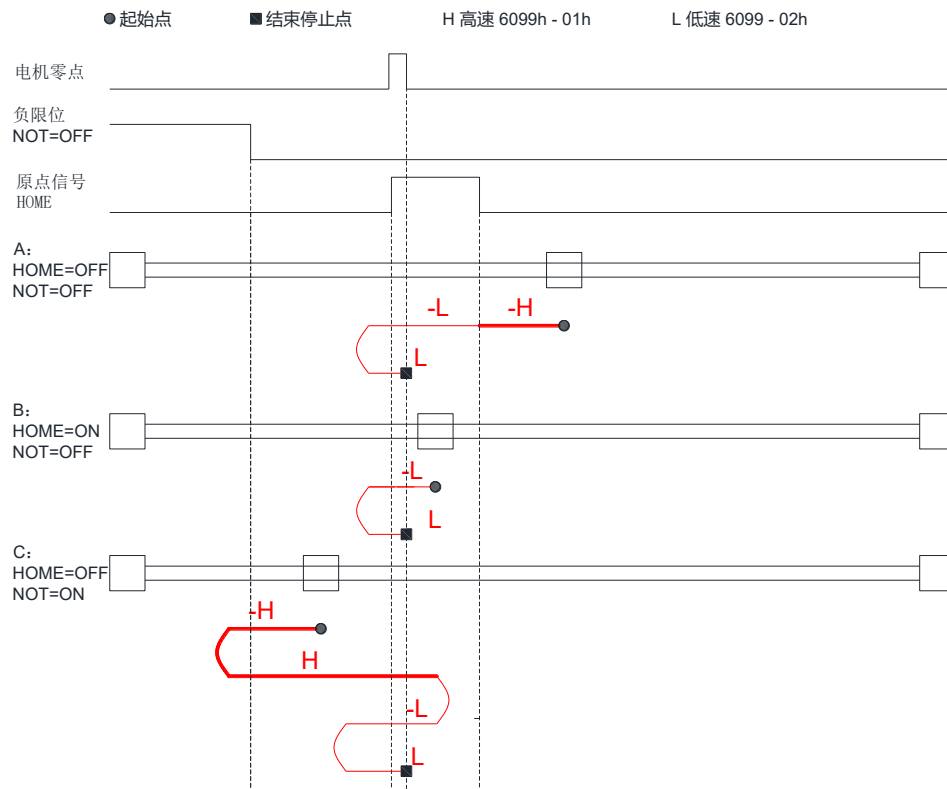 起始点 结束停止点 H 高速 6099h - 01h L 低速 6099 - 02h
电机零点
负限位
NOT=OFF
原点信号
HOME
A:
HOME=OFF
NOT=OFF
-L -H
L
B:
HOME=ON
NOT=OFF
-L
L
C:
HOME=OFF
NOT=ON
-H
H
-L
L